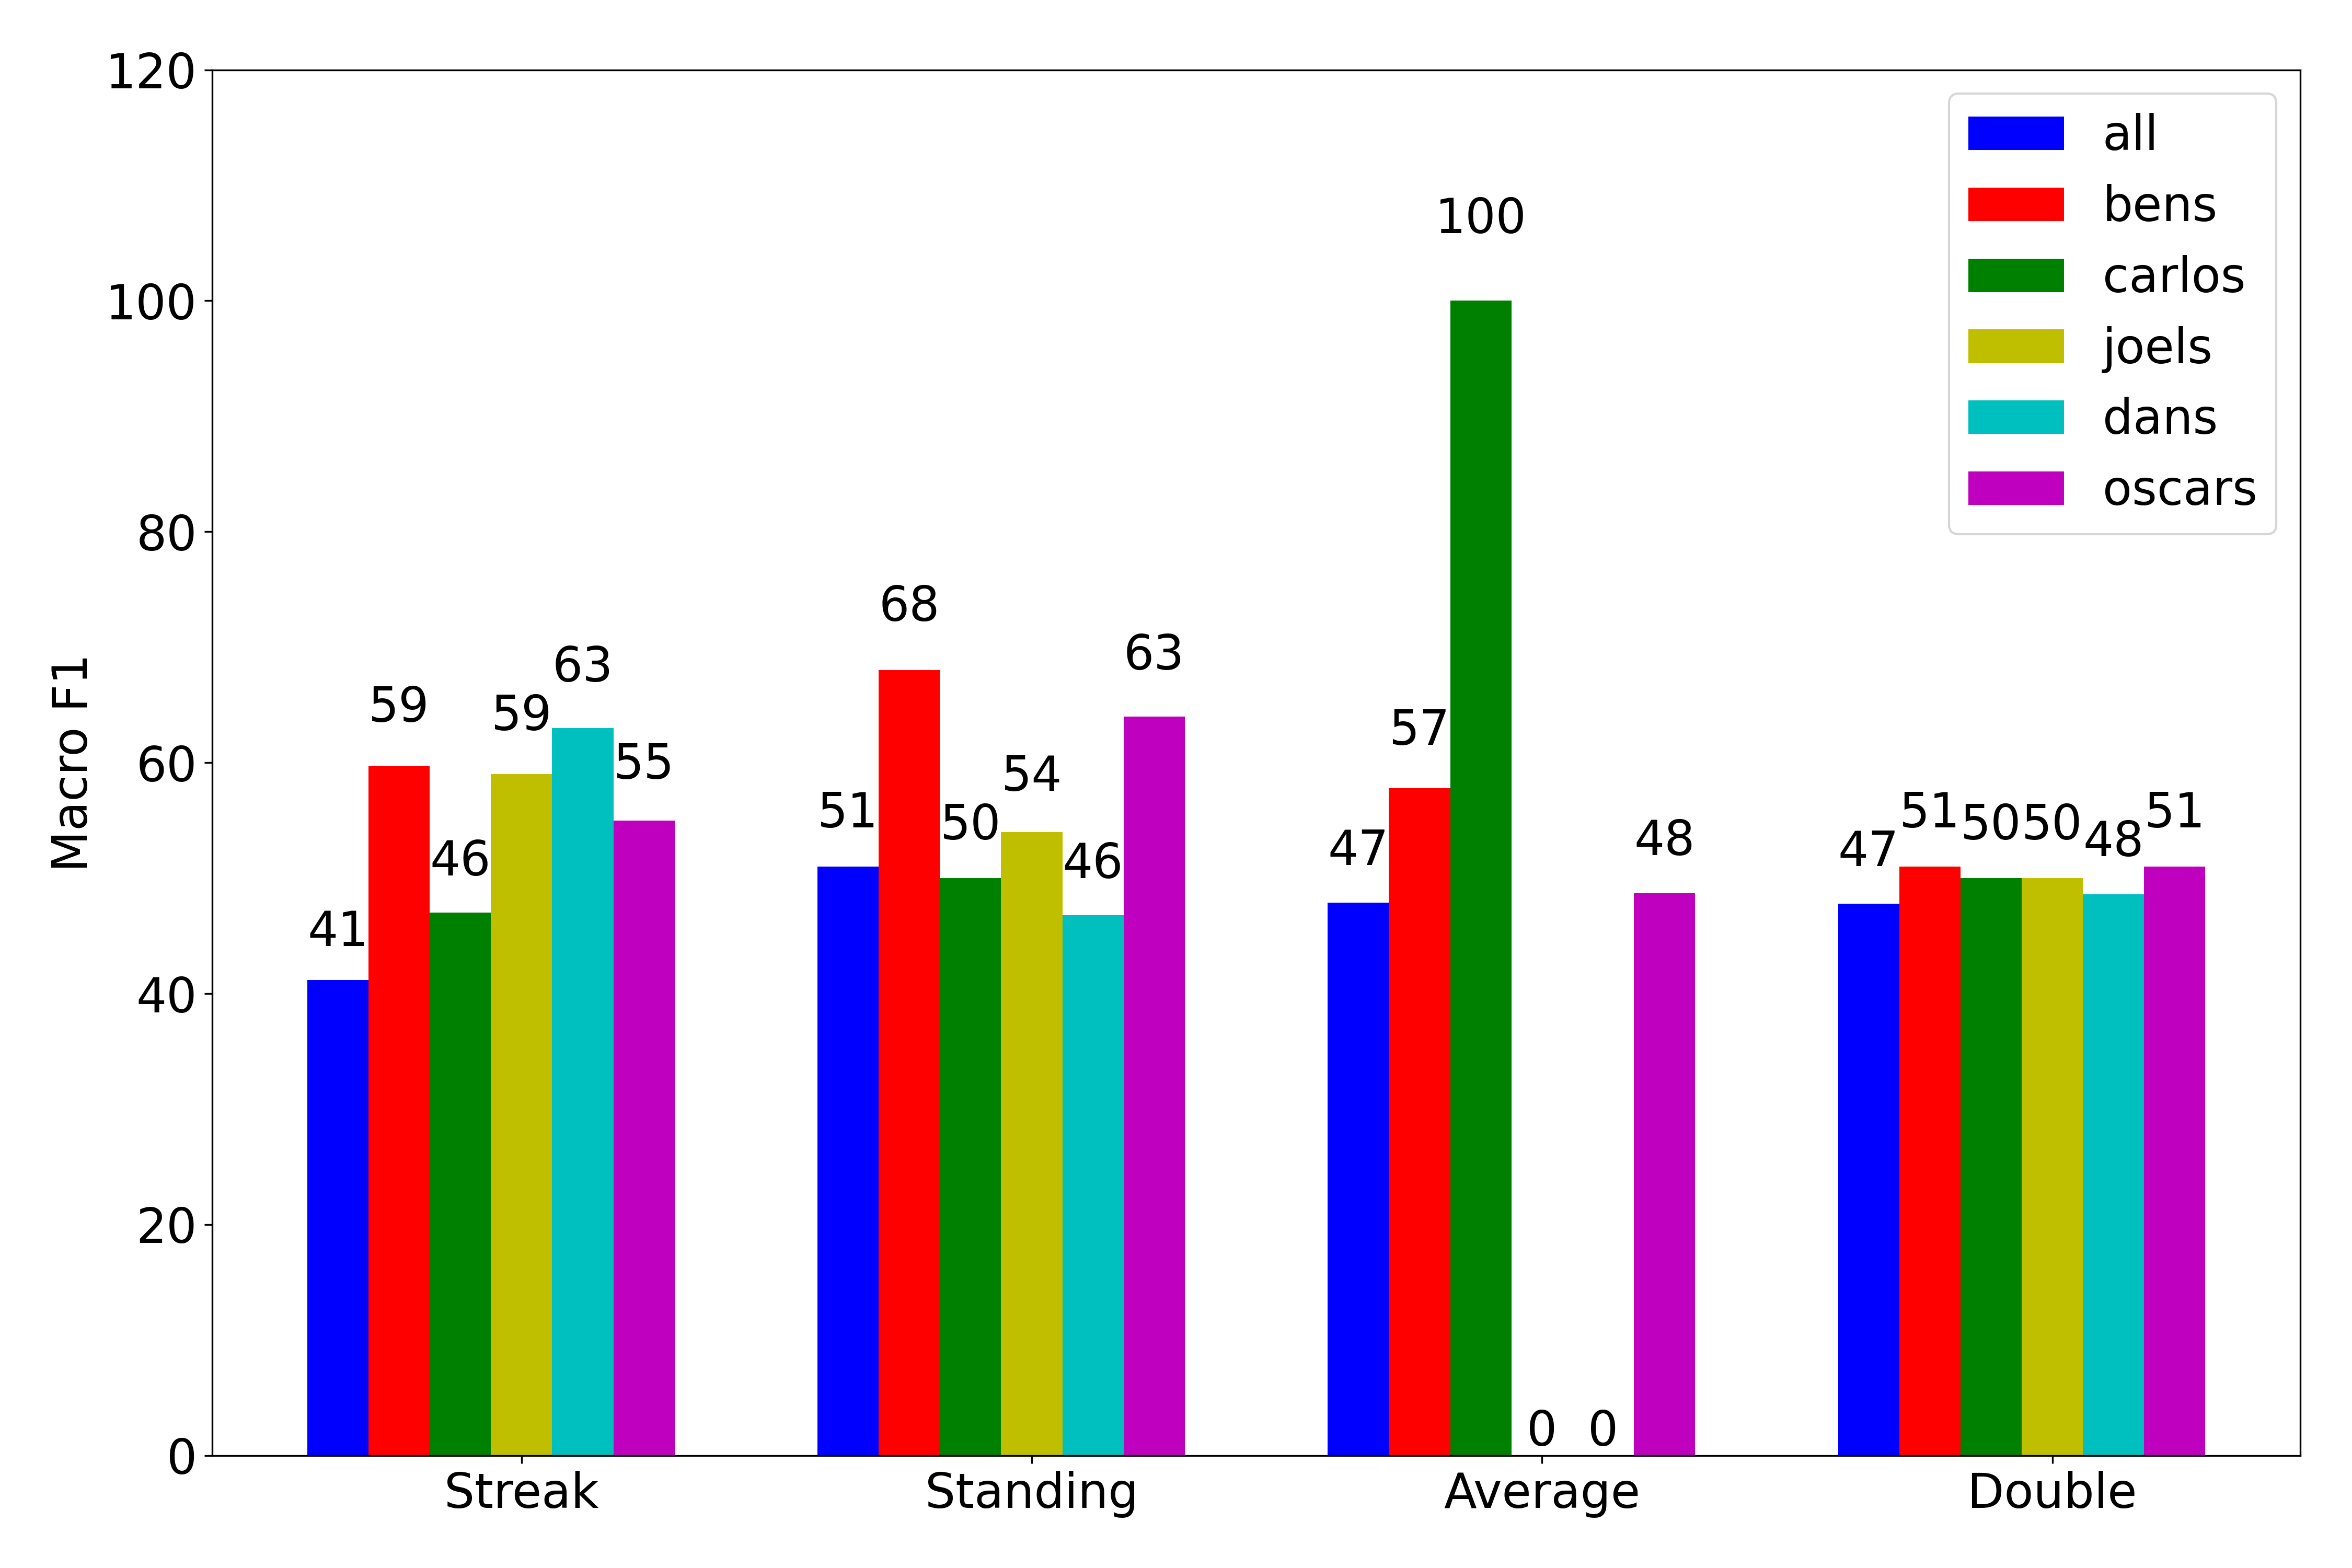 Macro F1
120
100
80
60
40
20
0
all
bens
carlos
joels
dans
oscars
41 59 46 59 63 55
51 68 50 54 46 63
47 57 100 0 0 48
47 51 50 50 48 51
Streak Standing Average Double